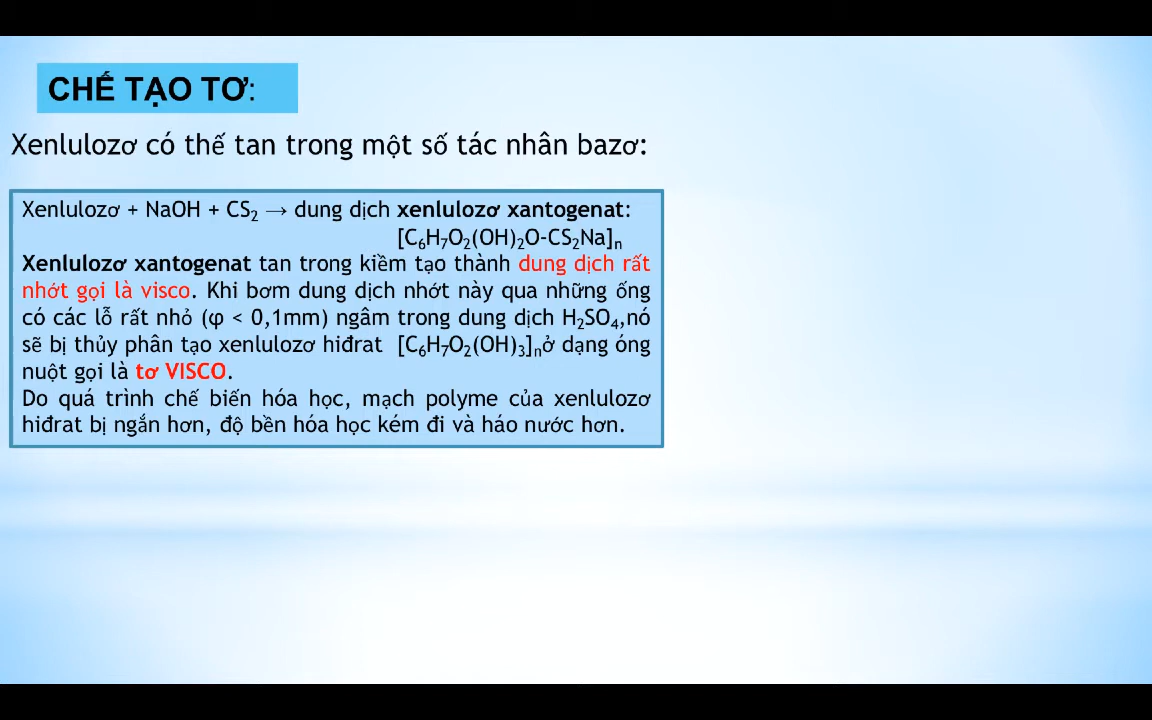 CHẾ TẠO TƠ:
Xenlulozơ có thế tan trong một số tác nhân bazơ:
Xenlulozơ + NaOH + CS₂ → dung dịch xenlulozơ xantogenat:
[C₆H₇O₂(OH)₂O-CS₂Na]ₙ
Xenlulozơ xantogenat tan trong kiềm tạo thành dung dịch rất
nhớt gọi là visco. Khi bơm dung dịch nhớt này qua những ống
có các lỗ rất nhỏ (φ < 0,1mm) ngâm trong dung dịch H₂SO₄,nó
sẽ bị thủy phân tạo xenlulozơ hiđrat [C₆H₇O₂(OH)₃]ₙở dạng óng
nuột gọi là tơ VISCO.
Do quá trình chế biến hóa học, mạch polyme của xenlulozơ
hiđrat bị ngắn hơn, độ bền hóa học kém đi và háo nước hơn.